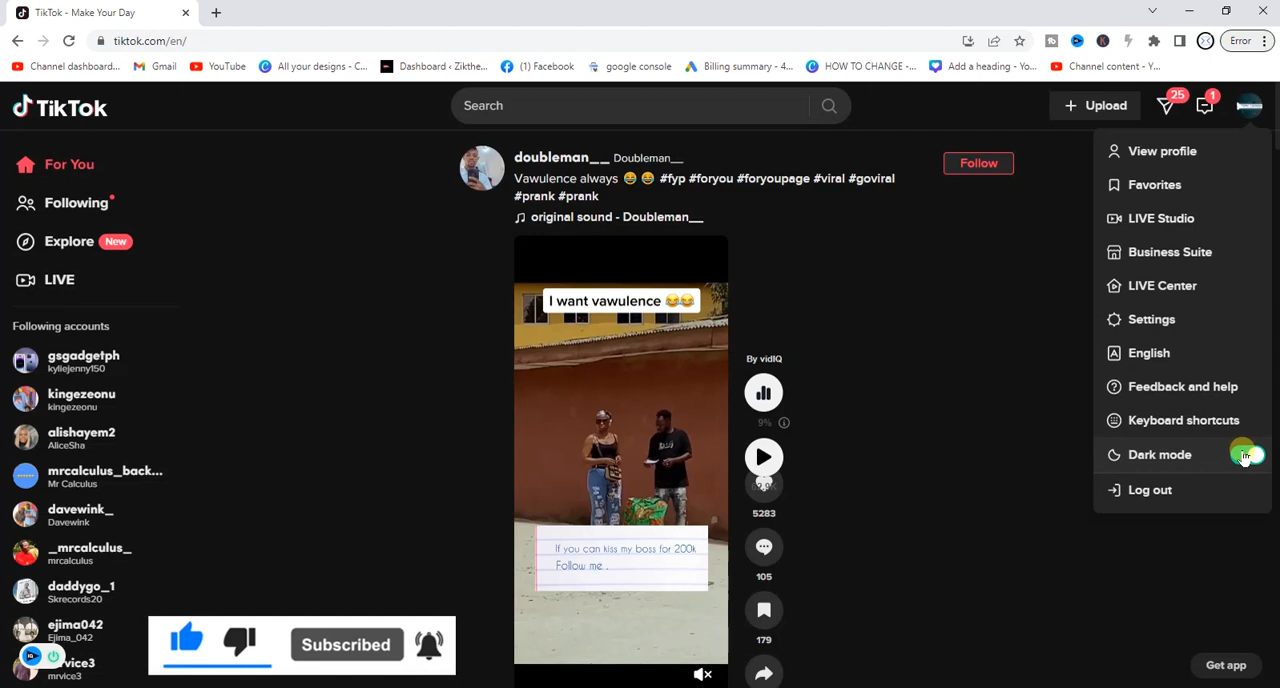 TikTok - Make Your Day
tiktok.com/en/
Error
Channel dashboard...
Gmail
YouTube
All your designs - C...
Dashboard ‹ Zikthe...
(1) Facebook
google console
Billing summary - 4...
HOW TO CHANGE -...
Add a heading - Yo...
Channel content - Y...
TikTok
Search
Upload
25
1
For You
Following
Explore New
LIVE
Following accounts
gsgadgetph
kyliejenny150
kingezeonu
kingezeonu
alishayem2
AliceSha
mrcalculus_back...
Mr Calculus
davewink_
Davewink
_mrcalculus_
mrcalculus
daddygo_1
Skrecords20
ejima042
Ejima_042
mrvice3
doubleman__ Doubleman__
Vawulence always 😂 😂 #fyp #foryou #foryoupage #viral #goviral
#prank #prank
original sound - Doubleman__
Follow
I want vawulence 😂😂
If you can kiss my boss for 200k
Follow me .
By vidIQ
9%
5283
105
179
View profile
Favorites
LIVE Studio
Business Suite
LIVE Center
Settings
English
Feedback and help
Keyboard shortcuts
Dark mode
Log out
Subscribed
Get app